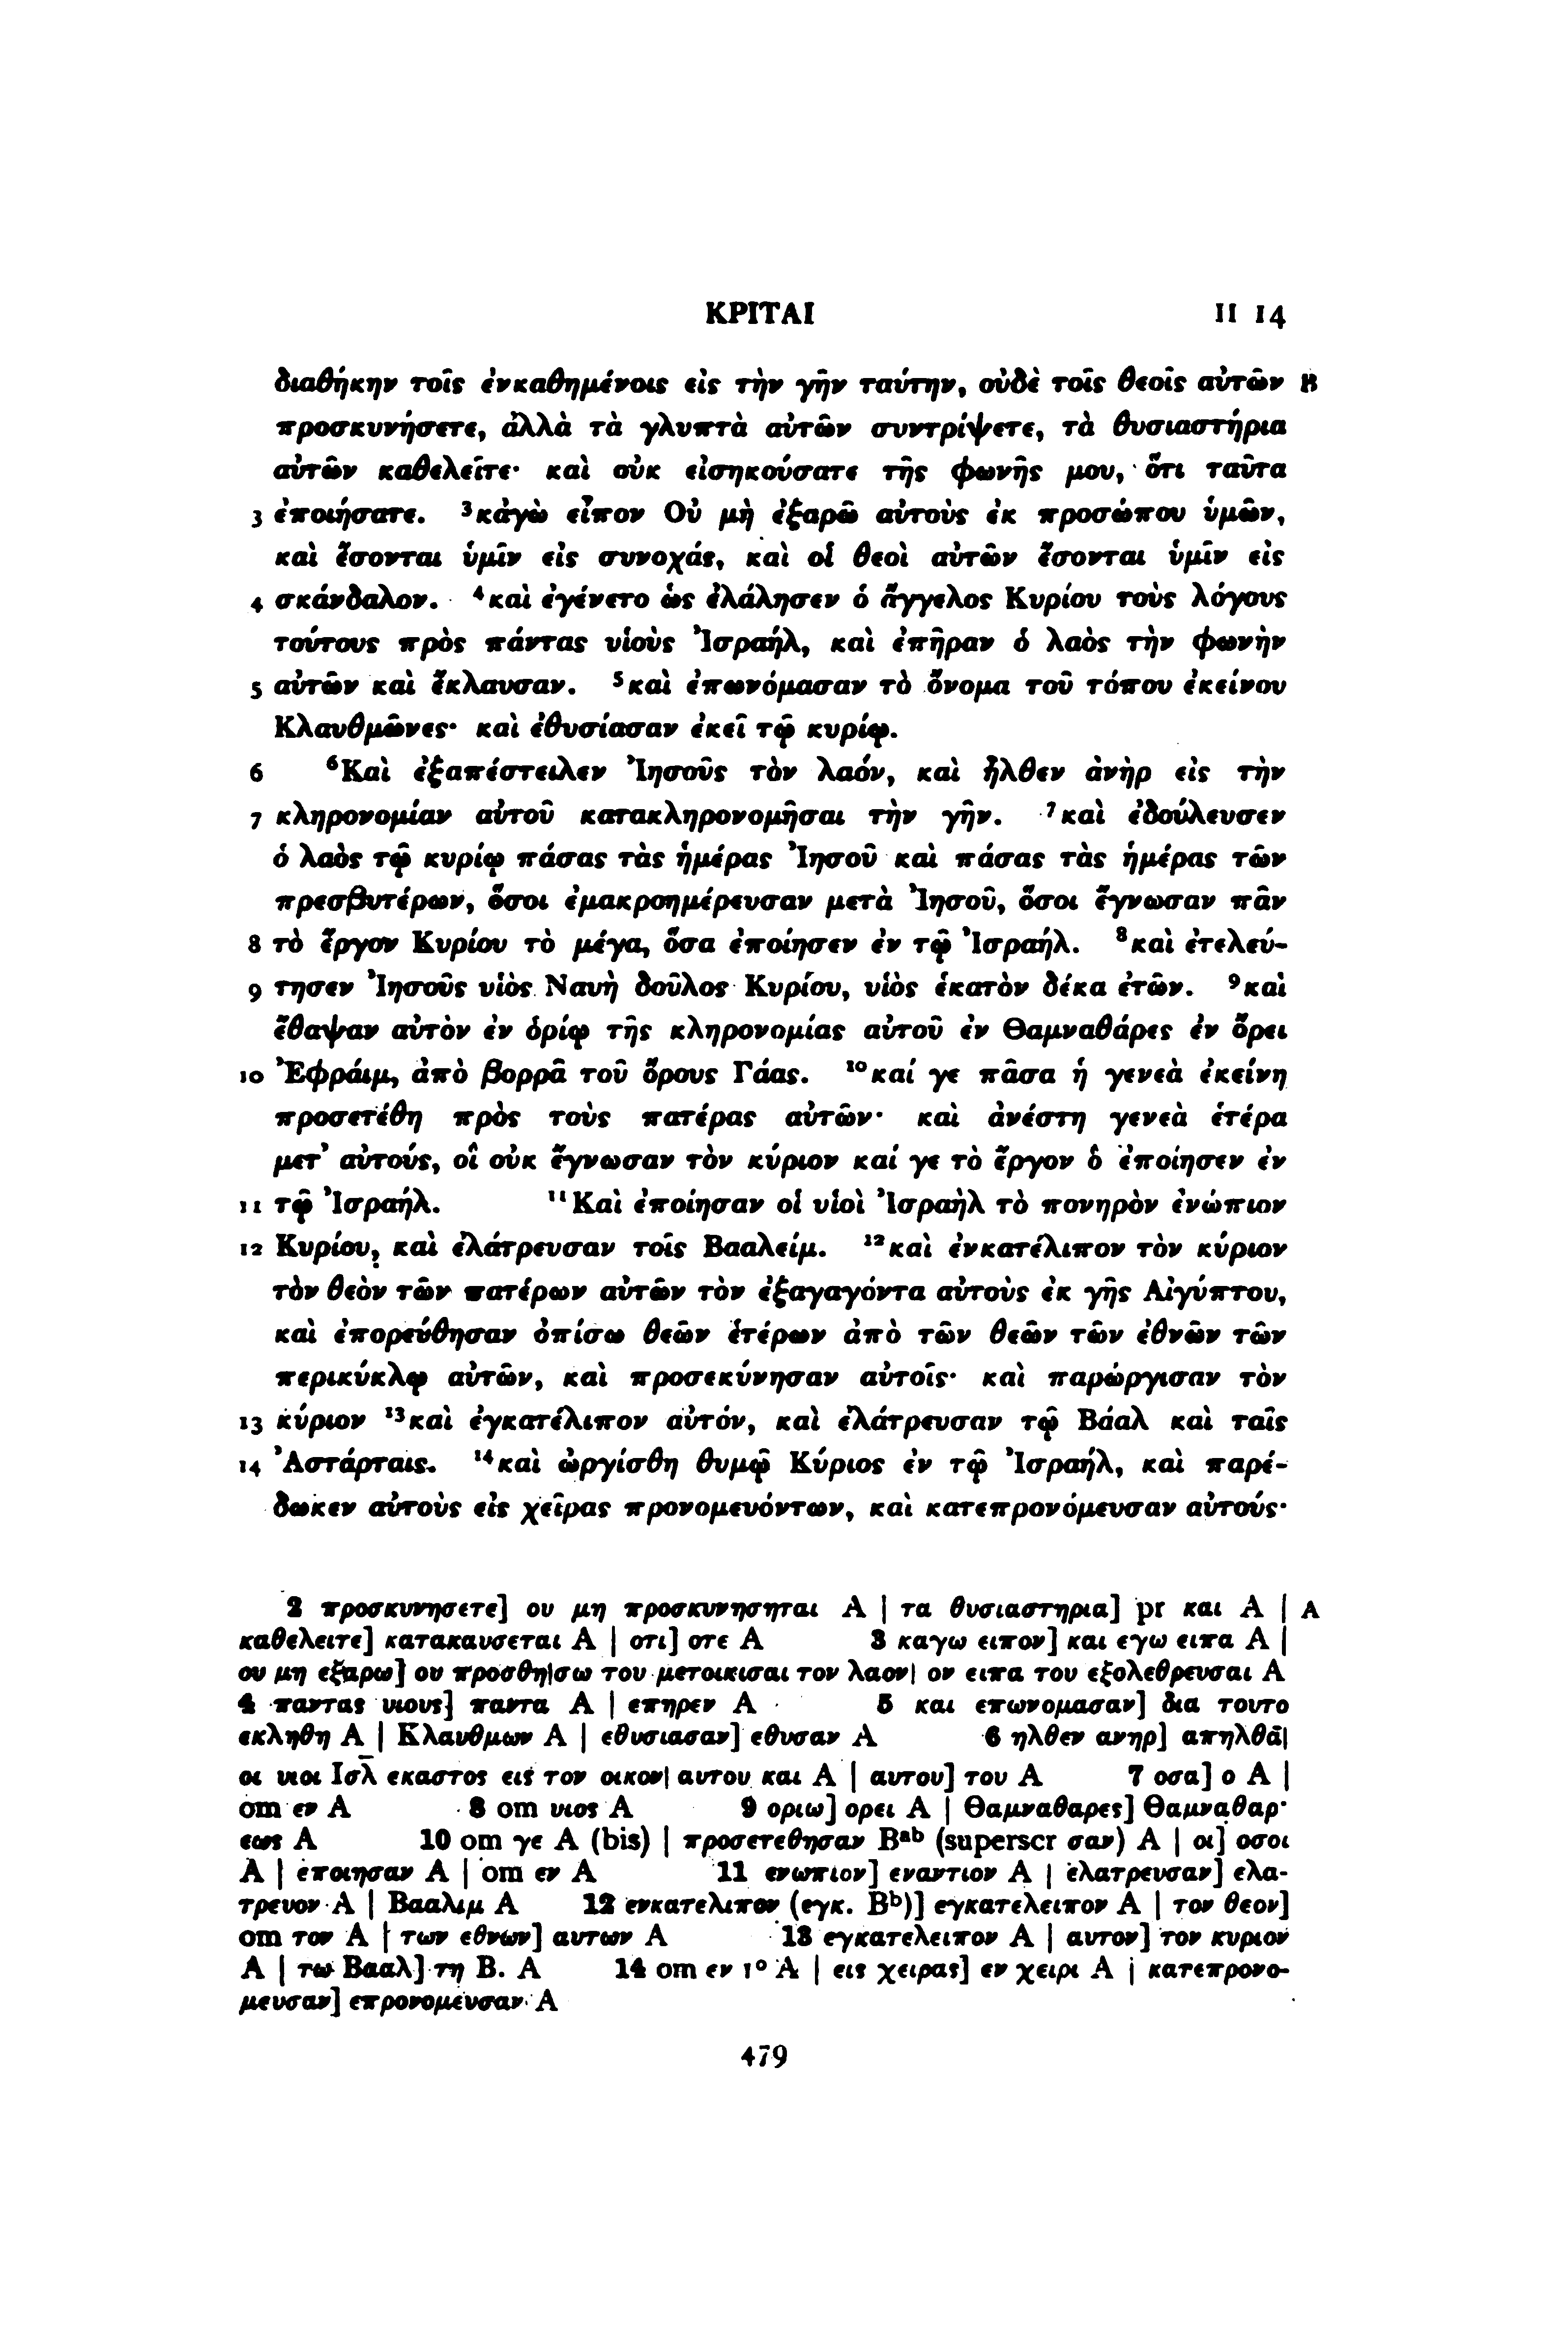 ΚΡΙΤΑΙ II 14
διαθήκην τοῖς ἐνκαθημένοις εἰς τὴν γῆν ταύτην, οὐδὲ τοῖς θεοῖς αὐτῶν B
προσκυνήσετε, ἀλλὰ τὰ γλυπτὰ αὐτῶν συντρίψετε, τὰ θυσιαστήρια
αὐτῶν καθελεῖτε· καὶ οὐκ εἰσηκούσατε τῆς φωνῆς μου, ὅτι ταῦτα
3 ἐποιήσατε. ³κἀγὼ εἶπον Οὐ μὴ ἐξαρῶ αὐτοὺς ἐκ προσώπου ὑμῶν,
καὶ ἔσονται ὑμῖν εἰς συνοχάς, καὶ οἱ θεοὶ αὐτῶν ἔσονται ὑμῖν εἰς
4 σκάνδαλον. ⁴καὶ ἐγένετο ὡς ἐλάλησεν ὁ ἄγγελος Κυρίου τοὺς λόγους
τούτους πρὸς πάντας υἱοὺς Ἰσραήλ, καὶ ἐπῆραν ὁ λαὸς τὴν φωνὴν
5 αὐτῶν καὶ ἔκλαυσαν. ⁵καὶ ἐπωνόμασαν τὸ ὄνομα τοῦ τόπου ἐκείνου
Κλαυθμῶνες· καὶ ἐθυσίασαν ἐκεῖ τῷ κυρίῳ.
6 ⁶Καὶ ἐξαπέστειλεν Ἰησοῦς τὸν λαόν, καὶ ἦλθεν ἀνὴρ εἰς τὴν
7 κληρονομίαν αὐτοῦ κατακληρονομῆσαι τὴν γῆν. ⁷καὶ ἐδούλευσεν
ὁ λαὸς τῷ κυρίῳ πάσας τὰς ἡμέρας Ἰησοῦ καὶ πάσας τὰς ἡμέρας τῶν
πρεσβυτέρων, ὅσοι ἐμακροημέρευσαν μετὰ Ἰησοῦ, ὅσοι ἔγνωσαν πᾶν
8 τὸ ἔργον Κυρίου τὸ μέγα, ὅσα ἐποίησεν ἐν τῷ Ἰσραήλ. ⁸καὶ ἐτελεύ-
9 τησεν Ἰησοῦς υἱὸς Ναυὴ δοῦλος Κυρίου, υἱὸς ἑκατὸν δέκα ἐτῶν. ⁹καὶ
ἔθαψαν αὐτὸν ἐν ὁρίῳ τῆς κληρονομίας αὐτοῦ ἐν Θαμναθάρες ἐν ὄρει
10 Ἐφράιμ, ἀπὸ βορρᾶ τοῦ ὄρους Γάας. ¹⁰καί γε πᾶσα ἡ γενεὰ ἐκείνη
προσετέθη πρὸς τοὺς πατέρας αὐτῶν· καὶ ἀνέστη γενεὰ ἑτέρα
μετ’ αὐτούς, οἳ οὐκ ἔγνωσαν τὸν κύριον καί γε τὸ ἔργον ὃ ἐποίησεν ἐν
11 τῷ Ἰσραήλ. ¹¹Καὶ ἐποίησαν οἱ υἱοὶ Ἰσραὴλ τὸ πονηρὸν ἐνώπιον
12 Κυρίου, καὶ ἐλάτρευσαν τοῖς Βααλείμ. ¹²καὶ ἐνκατέλιπον τὸν κύριον
τὸν θεὸν τῶν πατέρων αὐτῶν τὸν ἐξαγαγόντα αὐτοὺς ἐκ γῆς Αἰγύπτου,
καὶ ἐπορεύθησαν ὀπίσω θεῶν ἑτέρων ἀπὸ τῶν θεῶν τῶν ἐθνῶν τῶν
περικύκλῳ αὐτῶν, καὶ προσεκύνησαν αὐτοῖς· καὶ παρώργισαν τὸν
13 κύριον ¹³καὶ ἐγκατέλιπον αὐτόν, καὶ ἐλάτρευσαν τῷ Βάαλ καὶ ταῖς
14 Ἀστάρταις. ¹⁴καὶ ὠργίσθη θυμῷ Κύριος ἐν τῷ Ἰσραήλ, καὶ παρέ-
δωκεν αὐτοὺς εἰς χεῖρας προνομευόντων, καὶ κατεπρονόμευσαν αὐτούς·
2 προσκυνησετε] ου μη προσκυνησηται A | τα θυσιαστηρια] pr και A | A
καθελειτε] κατακαυσεται A | οτι] οτε A 3 καγω ειπον] και εγω ειπα A |
ου μη εξαρω] ου προσθη|σω του μετοικισαι τον λαον| ον ειπα του εξολεθρευσαι A
4 παντας υιους] παντα A | επηρεν A 5 και επωνομασαν] δια τουτο
εκληθη A | Κλαυθμων A | εθυσιασαν] εθυσαν A 6 ηλθεν ανηρ] απηλθᾱ|
οι υιοι Ισ̅λ̅ εκαστος εις τον οικον| αυτου και A | αυτου] του A 7 οσα] ο A |
om εν A 8 om υιος A 9 οριω] ορει A | Θαμναθαρες] Θαμναθαρ·
εως A 10 om γε A (bis) | προσετεθησαν Bᵃᵇ (superscr σαν) A | οι] οσοι
A | εποιησαν A | om εν A 11 ενωπιον] εναντιον A | ελατρευσαν] ελα-
τρευον A | Βααλιμ A 12 ενκατελιπον (εγκ. Bᵇ)] εγκατελειπον A | τον θεον]
om τον A | των εθνων] αυτων A 13 εγκατελειπον A | αυτον] τον κυριον
A | τω Βααλ] τη B. A 14 om εν 1° A | εις χειρας] εν χειρι A | κατεπρονο-
μευσαν] επρονομευσαν A
479